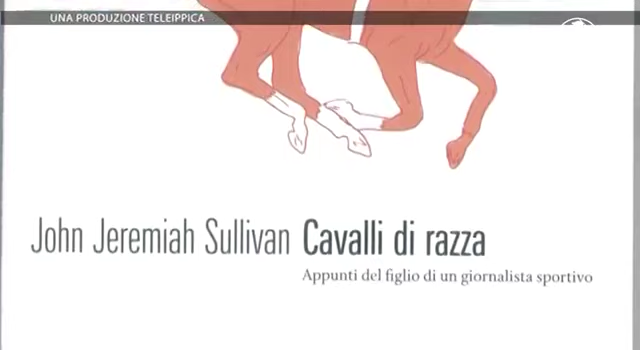 UNA PRODUZIONE TELEIPPICA
John Jeremiah Sullivan Cavalli di razza
Appunti del figlio di un giornalista sportivo